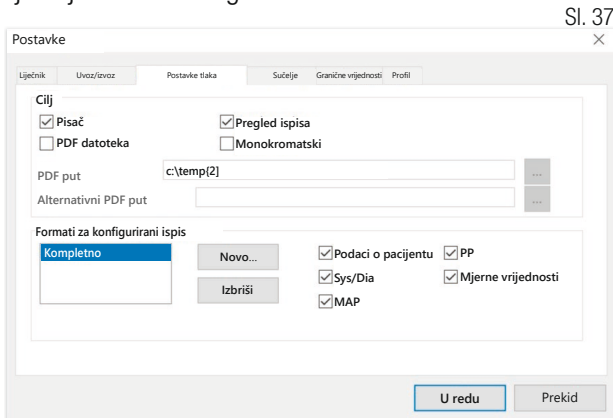 Sl. 37
Postavke
Liječnik Uvoz/izvoz Postavke tlaka Sučelje Granične vrijednosti Profil
Cilj
Pisač Pregled ispisa
PDF datoteka Monokromatski
PDF put c:\temp{2] ...
Alternativni PDF put ...
Formati za konfigurirani ispis
Kompletno Novo... Podaci o pacijentu PP
Sys/Dia Mjerne vrijednosti
Izbriši
MAP
U redu Prekid